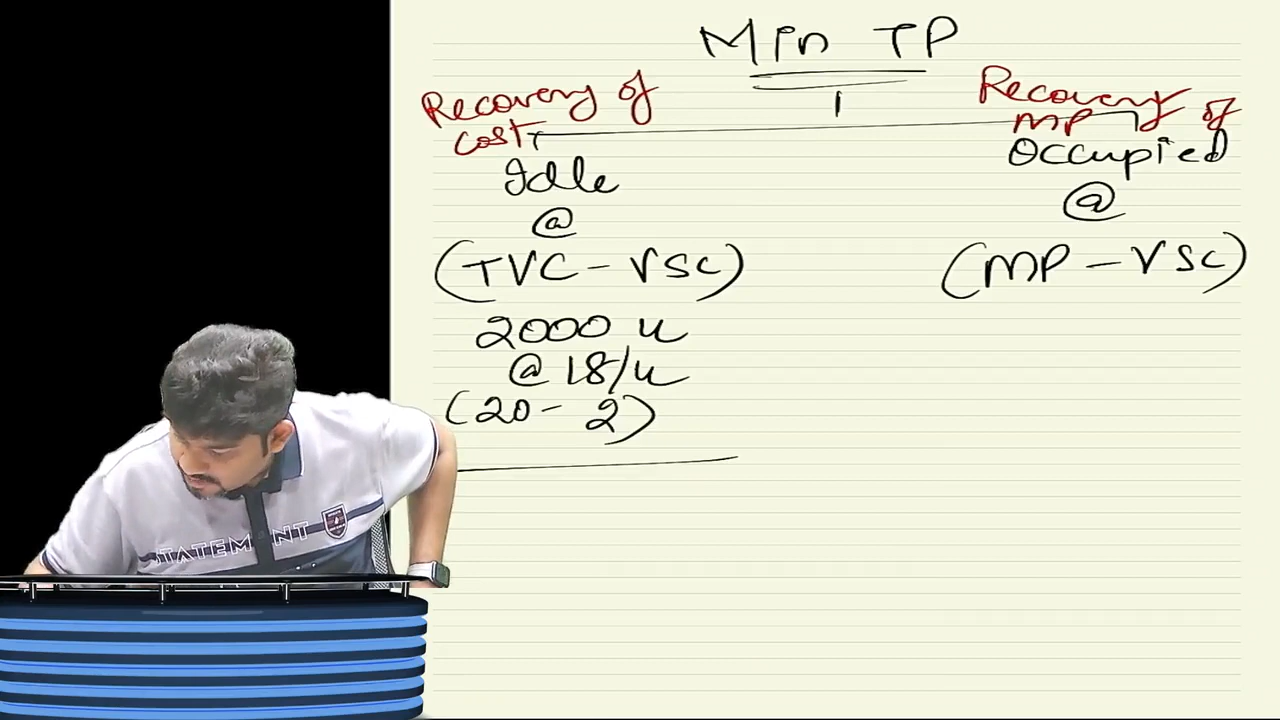 Min TP
Recovery of
cost
Idle
@
(TVC - VSC)
2000 u
@ 18/u
(20 - 2)
Recovery of
MP
Occupied
@
(MP - VSC)
STATEMENT